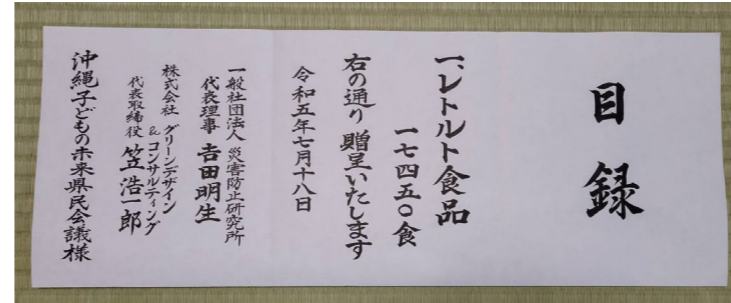 目録
一、レトルト食品
一七四五〇食
右の通り 贈呈いたします
令和五年七月十八日
一般社団法人 災害防止研究所
代表理事 吉田明生
株式会社 グリーンデザイン
& コンサルティング
代表取締役 笠浩一郎
沖縄子どもの未来県民会議様